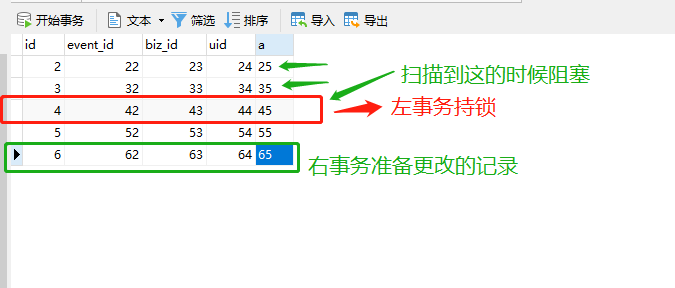 开始事务 文本 筛选 排序 导入 导出
id event_id biz_id uid a
2 22 23 24 25
3 32 33 34 35
4 42 43 44 45
5 52 53 54 55
6 62 63 64 65
扫描到这的时候阻塞
左事务持锁
右事务准备更改的记录